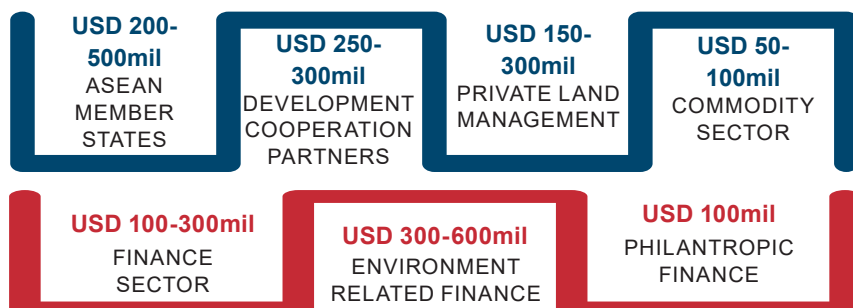 USD 200-
500mil
ASEAN
MEMBER
STATES
USD 250-
300mil
DEVELOPMENT
COOPERATION
PARTNERS
USD 150-
300mil
PRIVATE LAND
MANAGEMENT
USD 50-
100mil
COMMODITY
SECTOR
USD 100-300mil
FINANCE
SECTOR
USD 300-600mil
ENVIRONMENT
RELATED FINANCE
USD 100mil
PHILANTROPIC
FINANCE